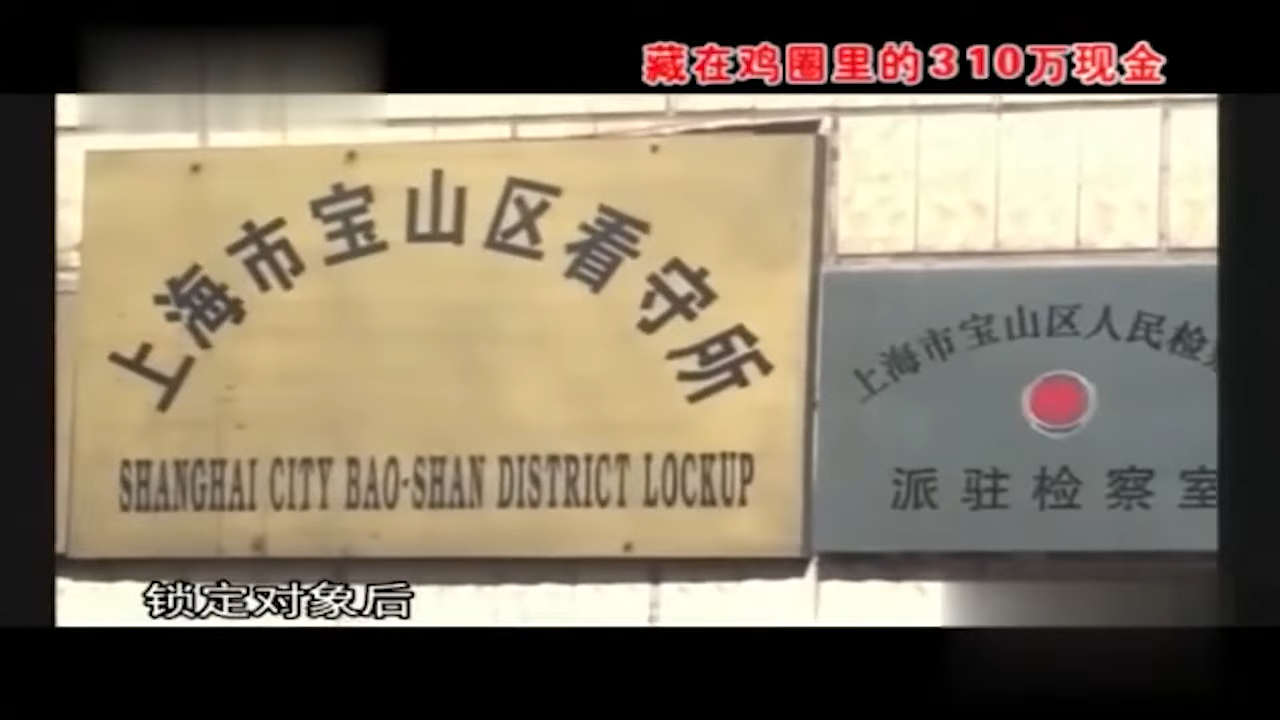 藏在鸡圈里的310万现金
上海市宝山区看守所
SHANGHAI CITY BAO-SHAN DISTRICT LOCKUP
上海市宝山区人民检
派驻检察室
锁定对象后